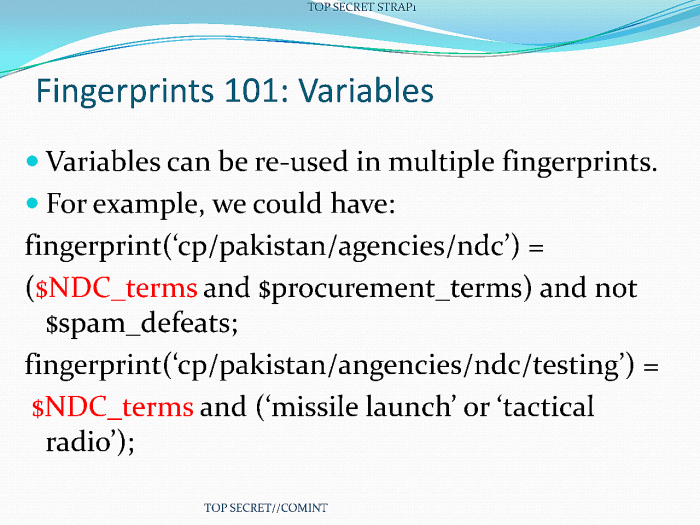 TOP SECRET STRAP1
Fingerprints 101: Variables
Variables can be re-used in multiple fingerprints.
For example, we could have:
fingerprint(‘cp/pakistan/agencies/ndc’) =
($NDC_terms and $procurement_terms) and not
$spam_defeats;
fingerprint(‘cp/pakistan/angencies/ndc/testing’) =
$NDC_terms and (‘missile launch’ or ‘tactical
radio’);
TOP SECRET//COMINT